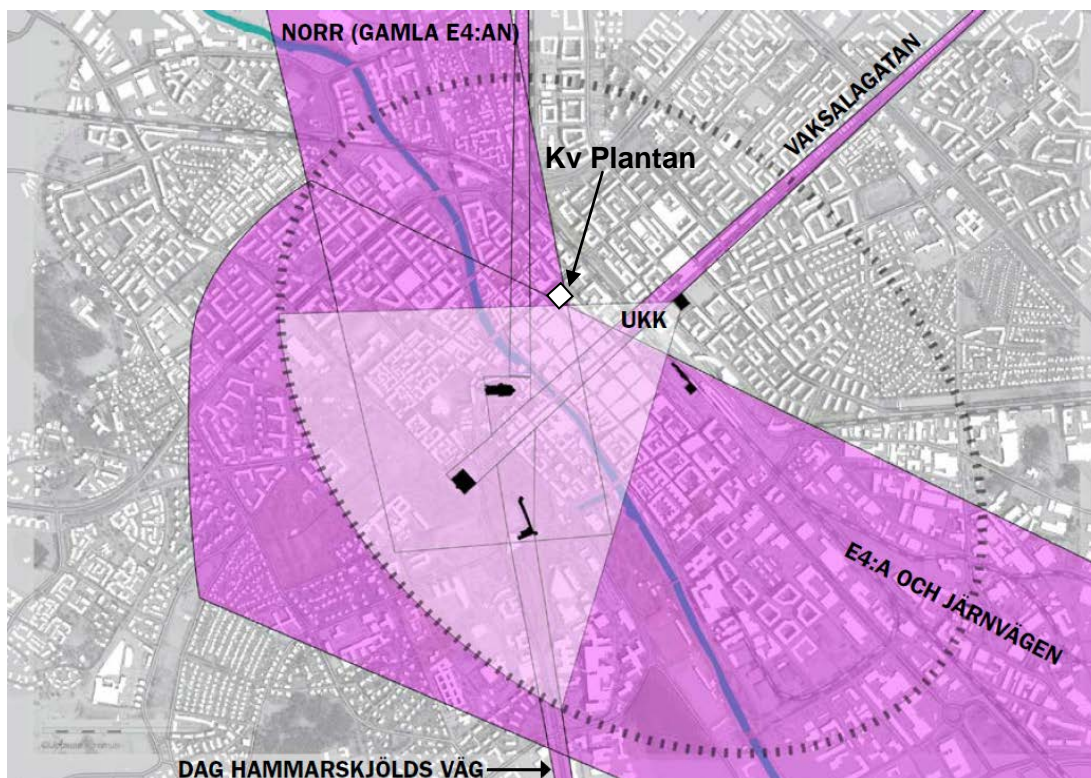 NORR (GAMLA E4:AN)
VAKSALAGATAN
Kv Plantan
UKK
E4:A OCH JÄRNVÄGEN
DAG HAMMARSKJÖLDS VÄG